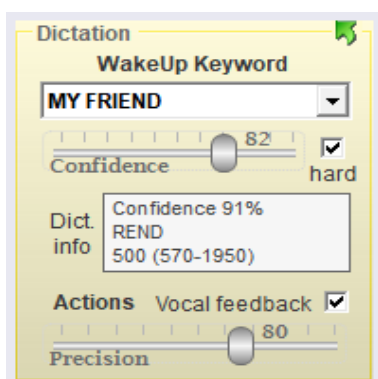 Dictation
WakeUp Keyword
MY FRIEND
82
Confidence
hard
Dict.
info
Confidence 91%
REND
500 (570-1950)
Actions Vocal feedback
80
Precision